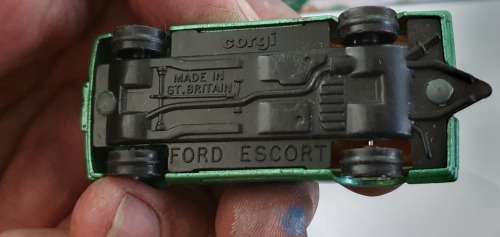 corgi
MADE IN
GT. BRITAIN
FORD ESCORT